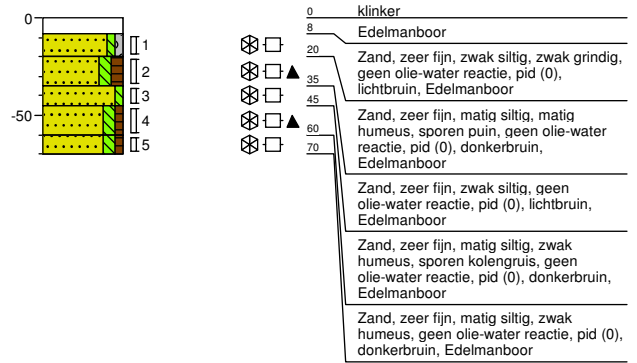 0
klinker
8
Edelmanboor
20
Zand, zeer fijn, zwak siltig, zwak grindig,
geen olie-water reactie, pid (0),
lichtbruin, Edelmanboor
35
Zand, zeer fijn, matig siltig, matig
humeus, sporen puin, geen olie-water
reactie, pid (0), donkerbruin,
Edelmanboor
45
Zand, zeer fijn, zwak siltig, geen
olie-water reactie, pid (0), lichtbruin,
Edelmanboor
60
Zand, zeer fijn, matig siltig, zwak
humeus, sporen kolengruis, geen
olie-water reactie, pid (0), donkerbruin,
Edelmanboor
70
Zand, zeer fijn, matig siltig, zwak
humeus, geen olie-water reactie, pid (0),
donkerbruin, Edelmanboor
0
-50
1
2
3
4
5